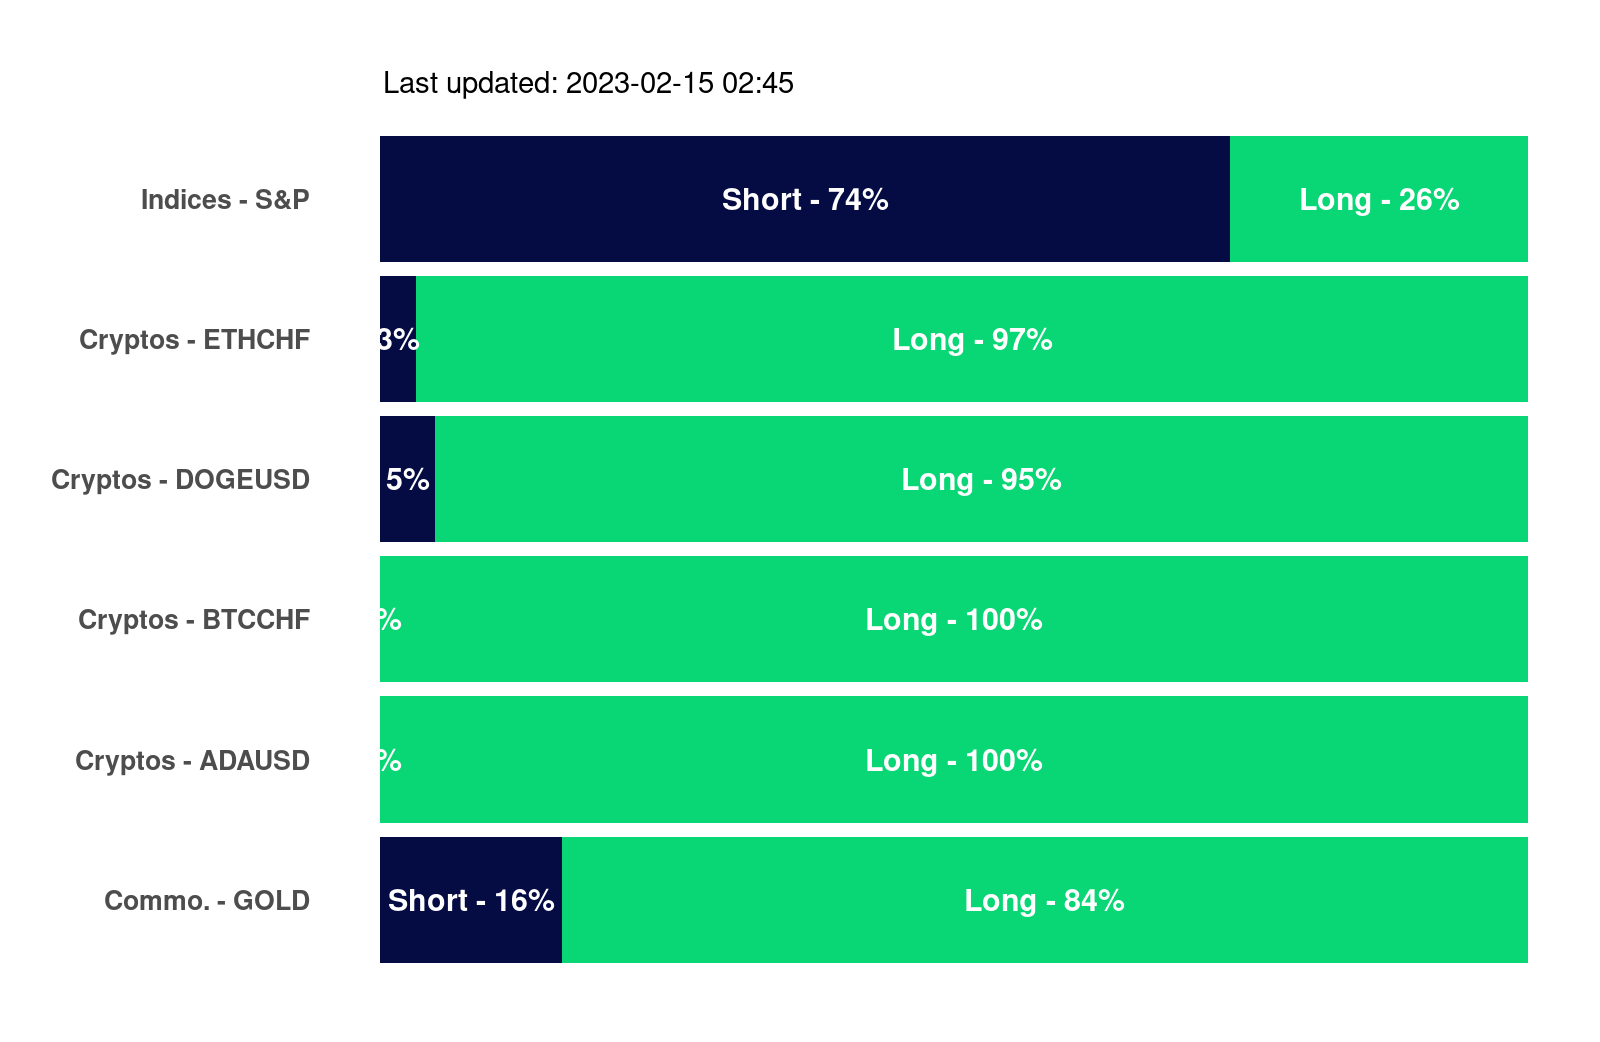 Last updated: 2023-02-15 02:45
Indices - S&P Short - 74% Long - 26%
Cryptos - ETHCHF 3% Long - 97%
Cryptos - DOGEUSD 5% Long - 95%
Cryptos - BTCCHF % Long - 100%
Cryptos - ADAUSD % Long - 100%
Commo. - GOLD Short - 16% Long - 84%